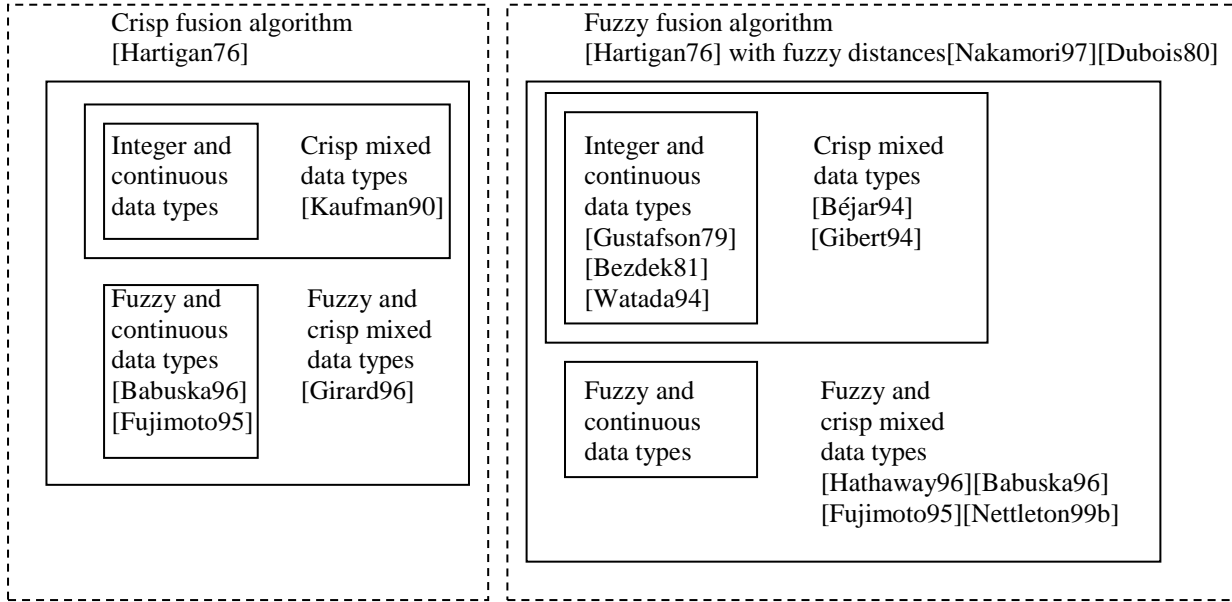 Crisp fusion algorithm
[Hartigan76]
Integer and
continuous
data types
Crisp mixed
data types
[Kaufman90]
Fuzzy and
continuous
data types
[Babuska96]
[Fujimoto95]
Fuzzy and
crisp mixed
data types
[Girard96]
Fuzzy fusion algorithm
[Hartigan76] with fuzzy distances[Nakamori97][Dubois80]
Integer and
continuous
data types
[Gustafson79]
[Bezdek81]
[Watada94]
Crisp mixed
data types
[Béjar94]
[Gibert94]
Fuzzy and
continuous
data types
Fuzzy and
crisp mixed
data types
[Hathaway96][Babuska96]
[Fujimoto95][Nettleton99b]